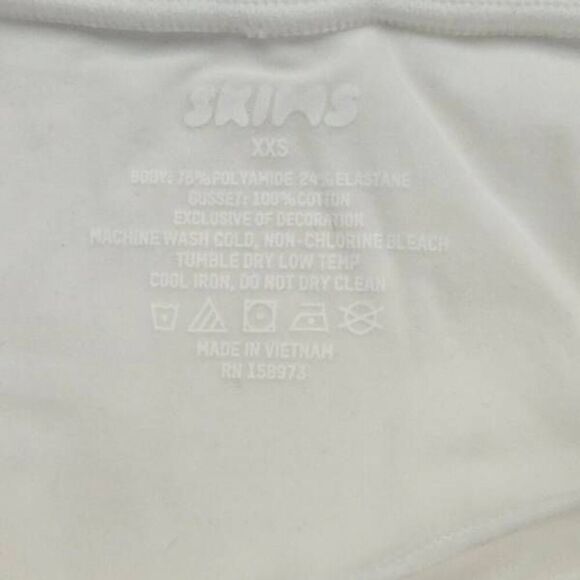 SKIMS
XXS
BODY: 76% POLYAMIDE 24% ELASTANE
GUSSET: 100% COTTON
EXCLUSIVE OF DECORATION
MACHINE WASH COLD, NON-CHLORINE BLEACH
TUMBLE DRY LOW TEMP
COOL IRON, DO NOT DRY CLEAN
MADE IN VIETNAM
RN 158973